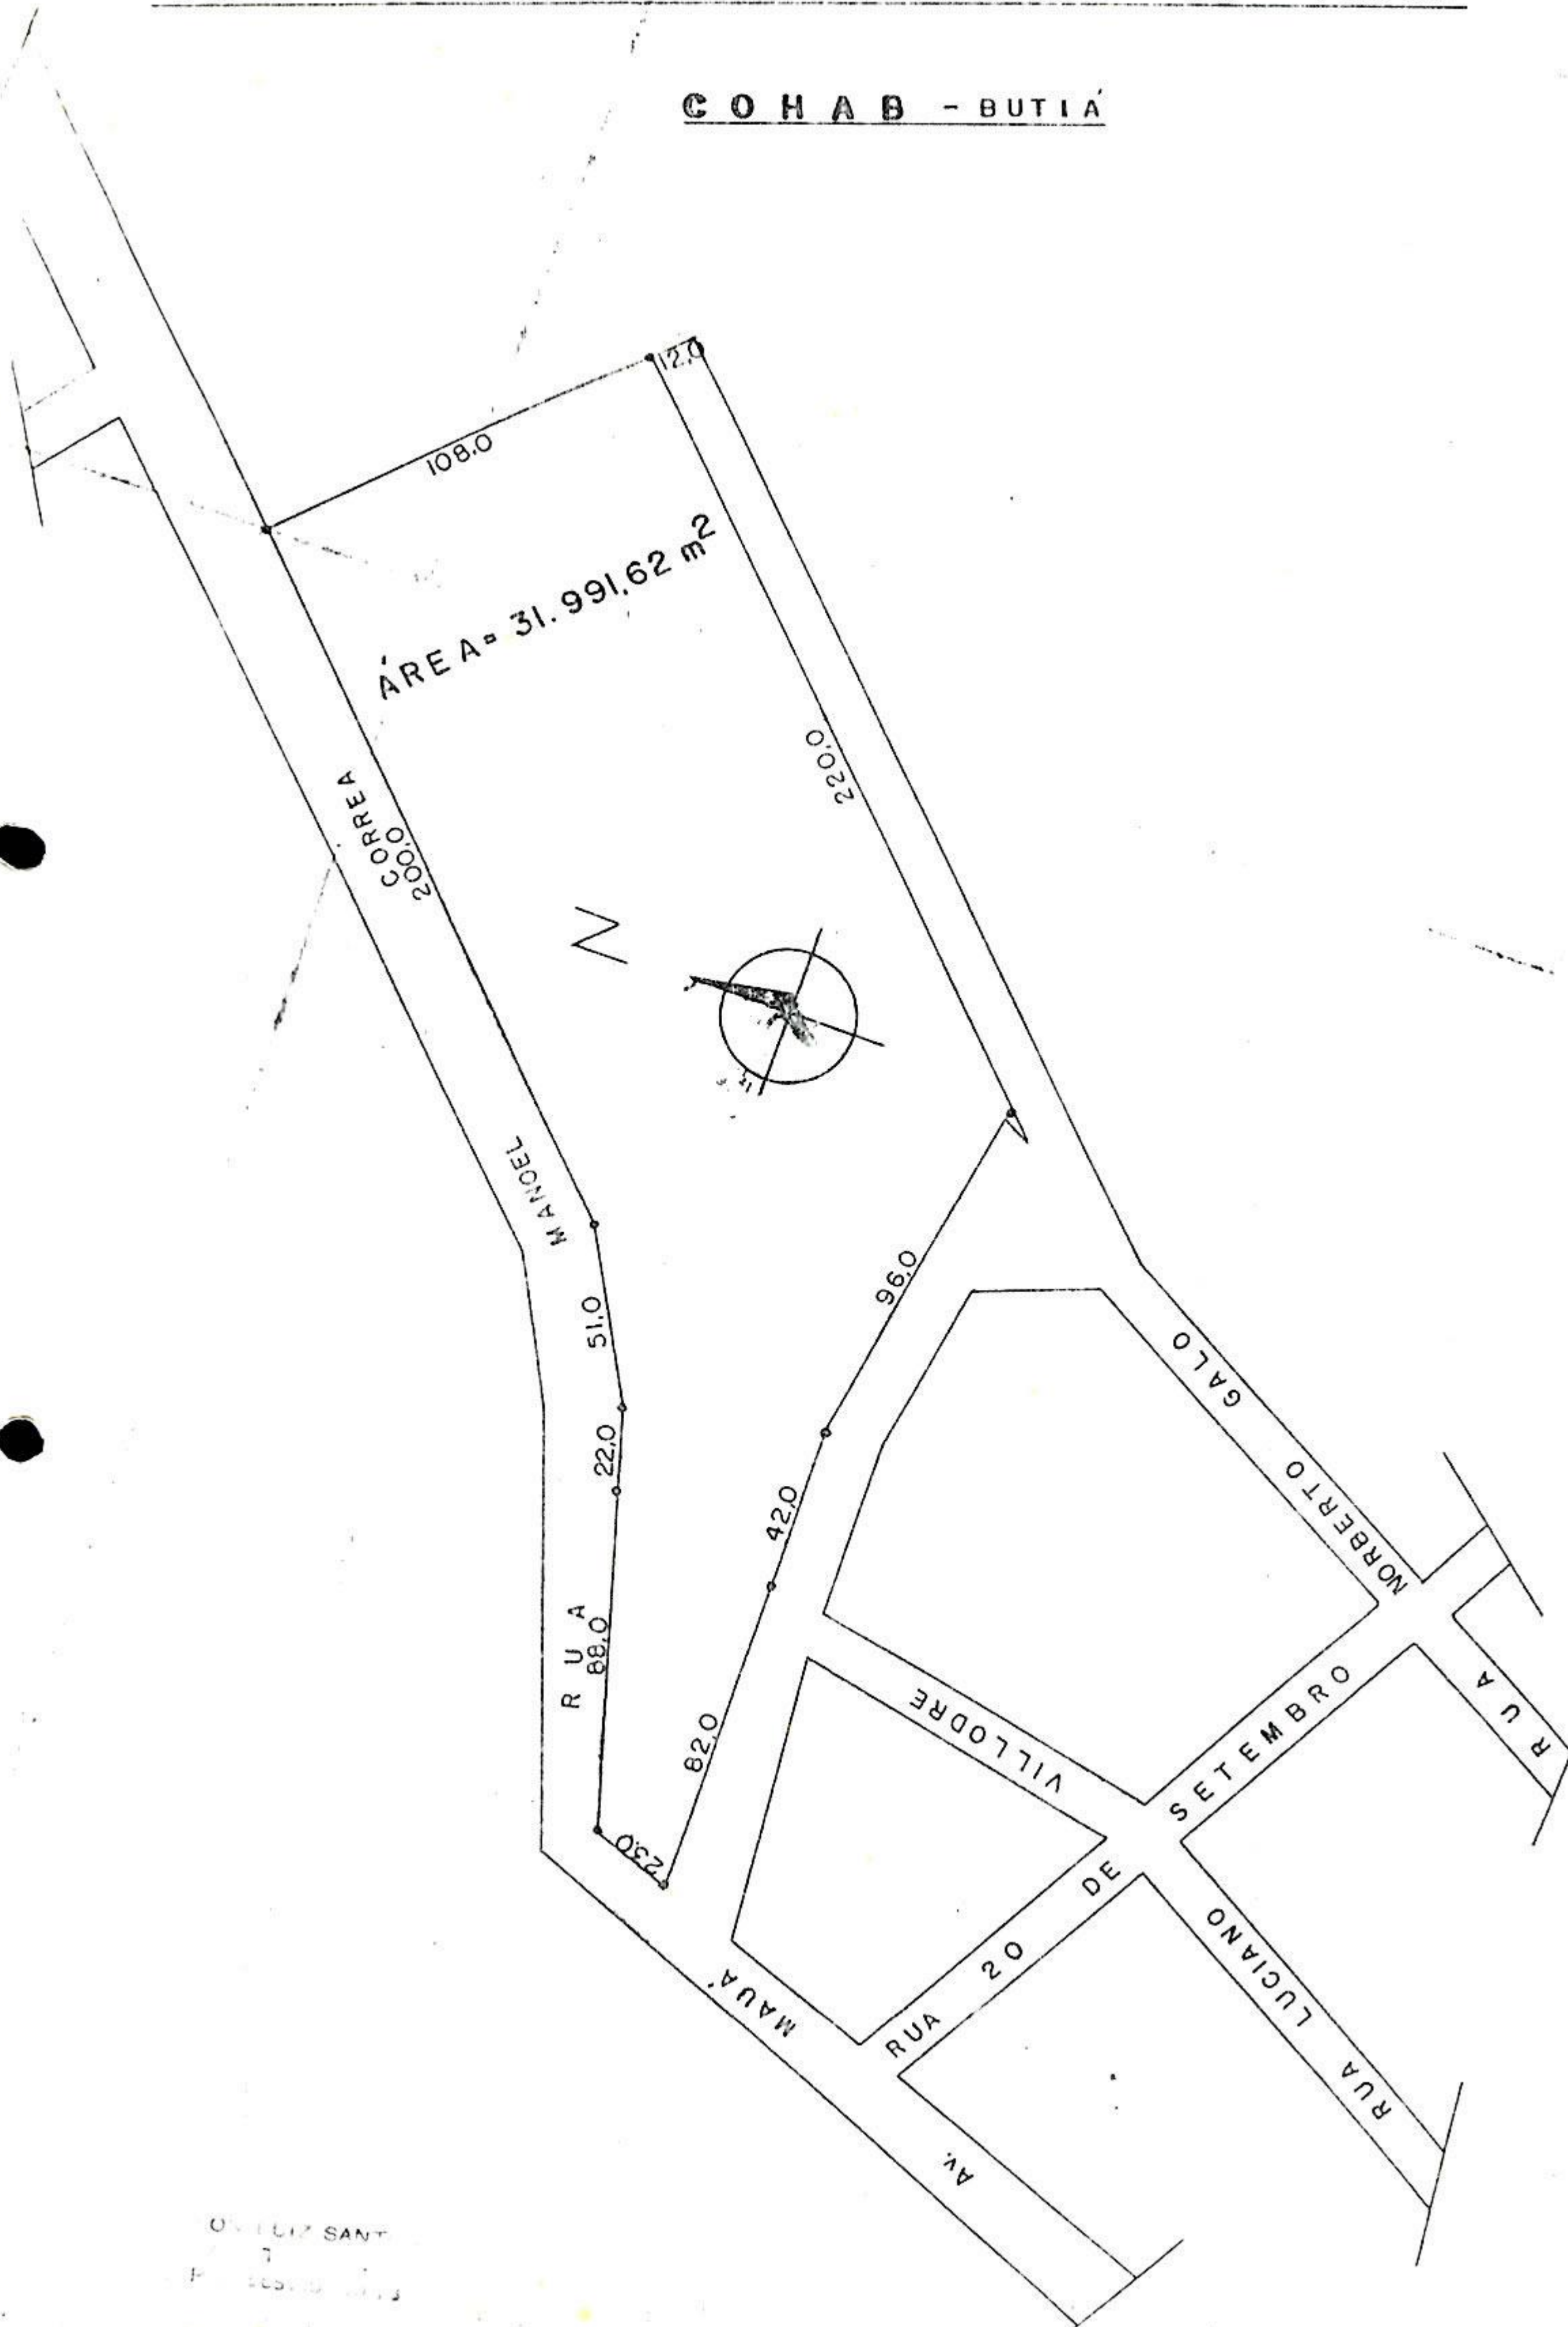 COHAB - BUTIÁ
12,0
108,0
ÁREA = 31.991,62 m²
220,0
RUA MANOEL CORREA
200,0
N
51,0
96,0
22,0
42,0
88,0
82,0
23,0
RUA NORBERTO GALO
VILLODRE
RUA 20 DE SETEMBRO
RUA LUCIANO
AV. MAUÁ
LUIZ SANT